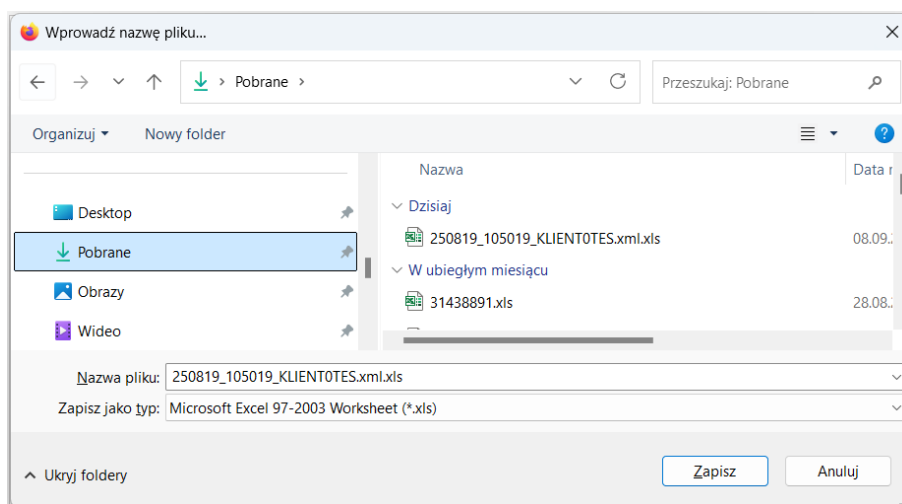 Wprowadź nazwę pliku...
Pobrane
Przeszukaj: Pobrane
Organizuj
Nowy folder
Nazwa
Data r
Dzisiaj
Desktop
250819_105019_KLIENT0TES.xml.xls
08.09.
Pobrane
W ubiegłym miesiącu
Obrazy
31438891.xls
28.08.
Wideo
Nazwa pliku: 250819_105019_KLIENT0TES.xml.xls
Zapisz jako typ: Microsoft Excel 97-2003 Worksheet (*.xls)
Ukryj foldery
Zapisz
Anuluj